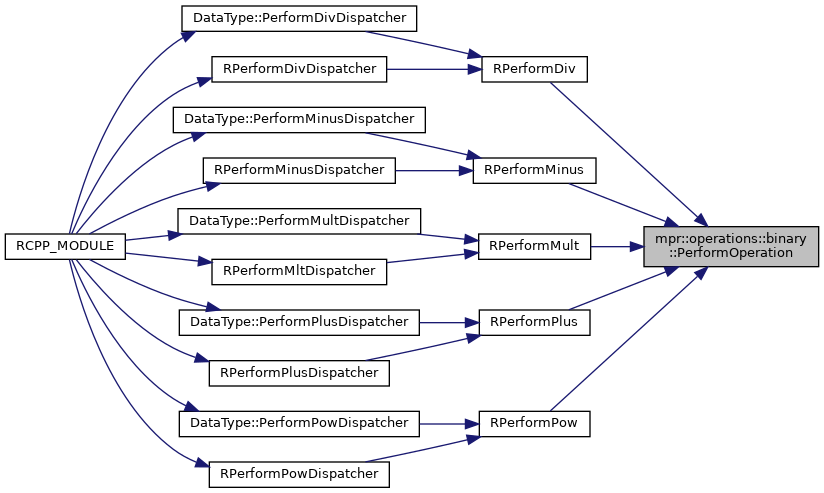 DataType::PerformDivDispatcher
RPerformDivDispatcher
RPerformDiv
DataType::PerformMinusDispatcher
RPerformMinusDispatcher
RPerformMinus
DataType::PerformMultDispatcher
RCPP_MODULE
RPerformMult
mpr::operations::binary
::PerformOperation
RPerformMltDispatcher
DataType::PerformPlusDispatcher
RPerformPlus
RPerformPlusDispatcher
DataType::PerformPowDispatcher
RPerformPow
RPerformPowDispatcher